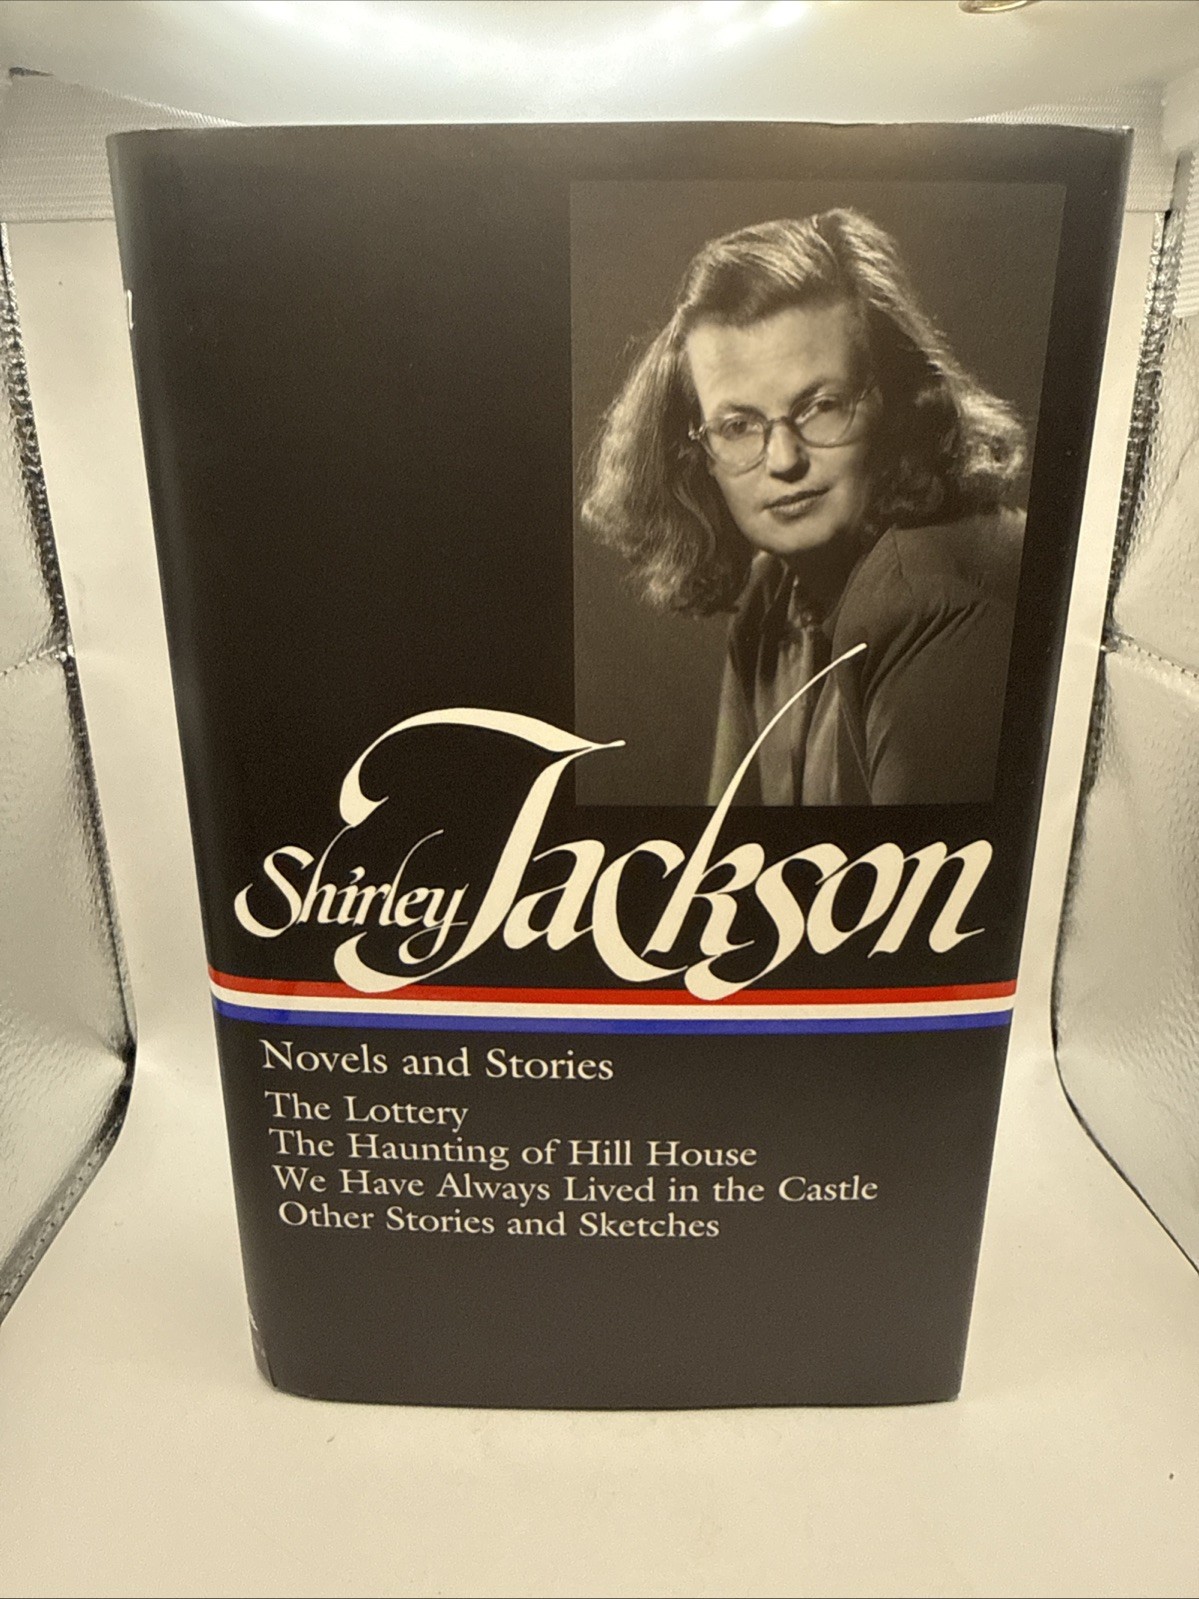 Shirley Jackson
Novels and Stories
The Lottery
The Haunting of Hill House
We Have Always Lived in the Castle
Other Stories and Sketches